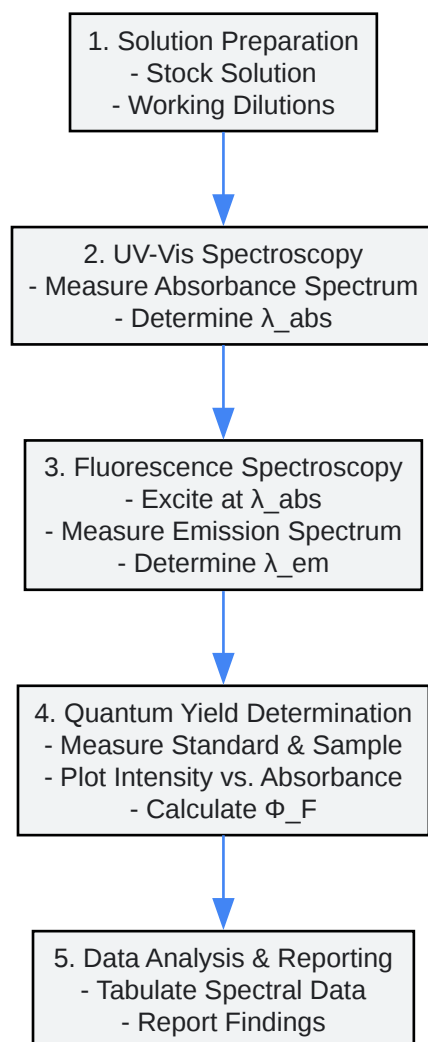 1. Solution Preparation
- Stock Solution
- Working Dilutions
2. UV-Vis Spectroscopy
- Measure Absorbance Spectrum
- Determine λ_abs
3. Fluorescence Spectroscopy
- Excite at λ_abs
- Measure Emission Spectrum
- Determine λ_em
4. Quantum Yield Determination
- Measure Standard & Sample
- Plot Intensity vs. Absorbance
- Calculate Φ_F
5. Data Analysis & Reporting
- Tabulate Spectral Data
- Report Findings